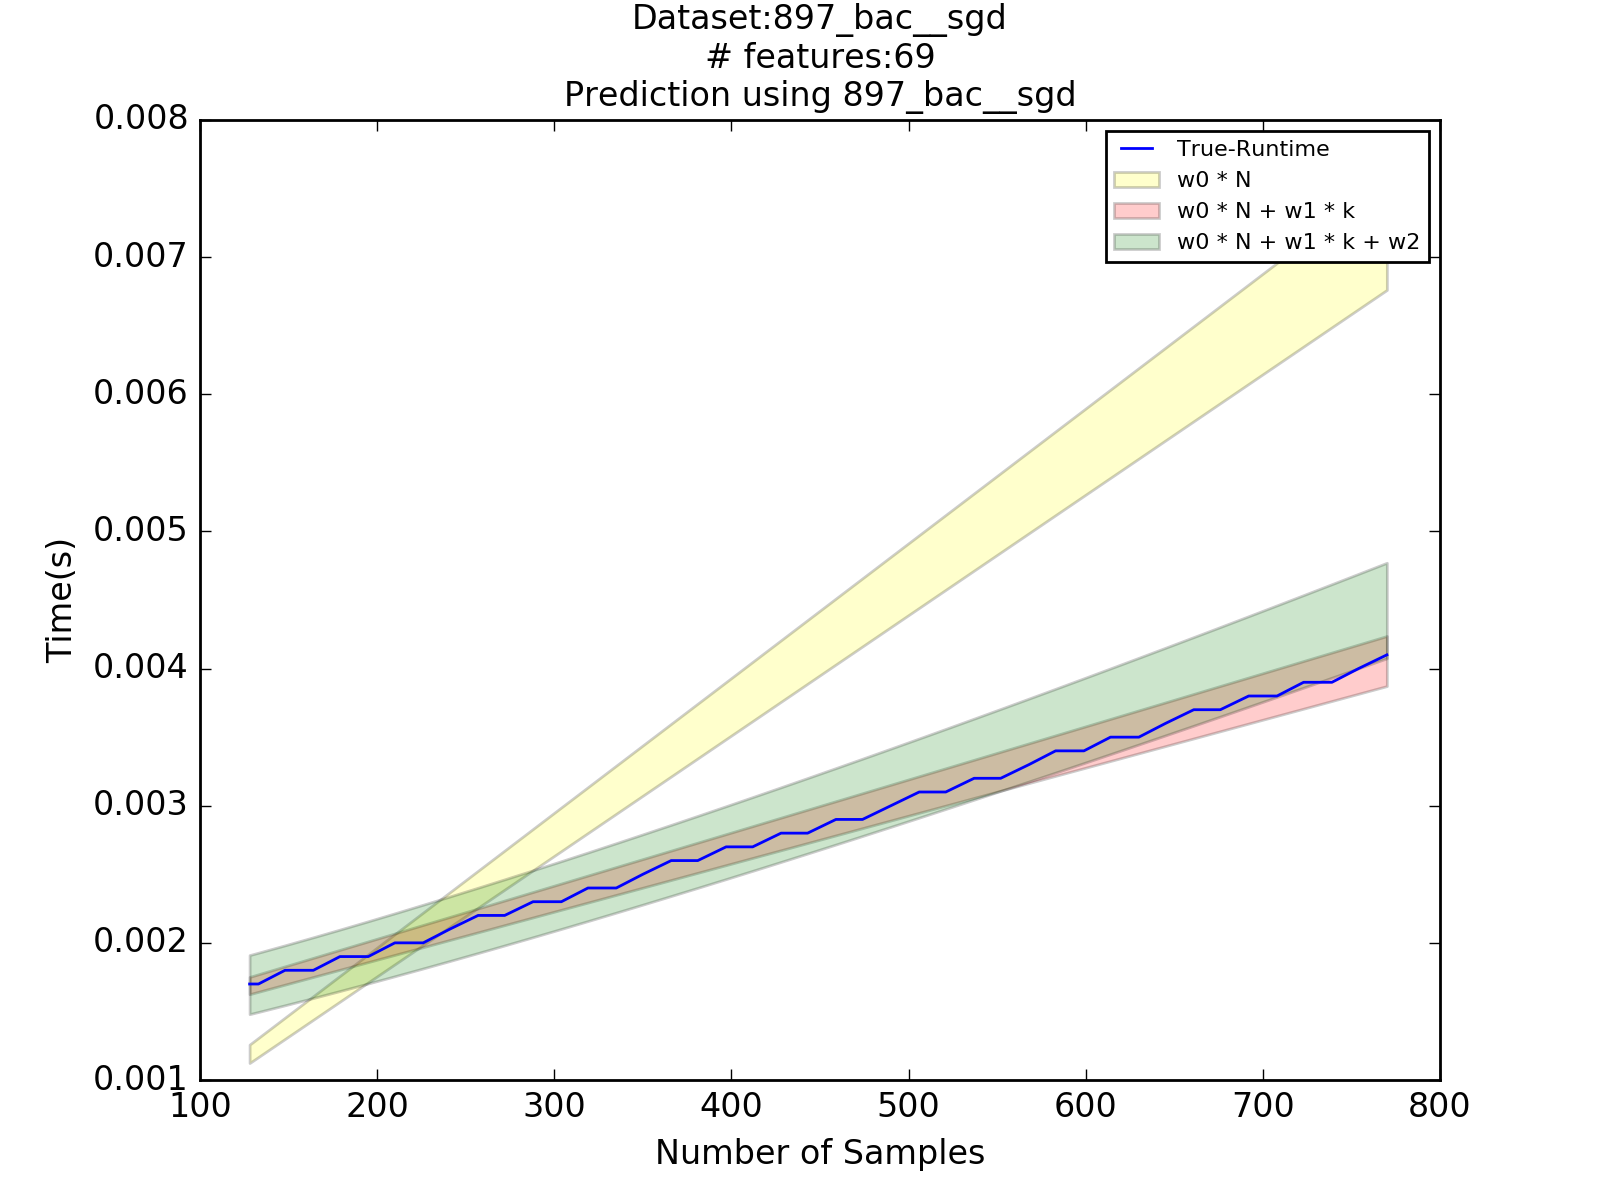 Dataset:897_bac__sgd
# features:69
Prediction using 897_bac__sgd
0.008
0.007
0.006
0.005
0.004
0.003
0.002
0.001
Time(s)
True-Runtime
w0 * N
w0 * N + w1 * k
w0 * N + w1 * k + w2
100 200 300 400 500 600 700 800
Number of Samples